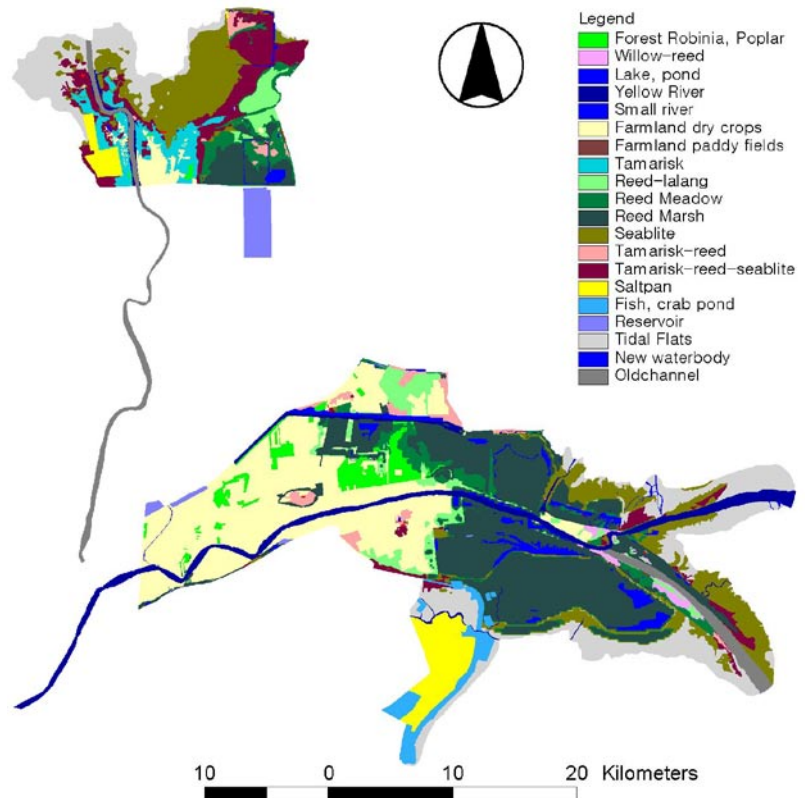 Legend
Forest Robinia, Poplar
Willow-reed
Lake, pond
Yellow River
Small river
Farmland dry crops
Farmland paddy fields
Tamarisk
Reed-lalang
Reed Meadow
Reed Marsh
Seablite
Tamarisk-reed
Tamarisk-reed-seablite
Saltpan
Fish, crab pond
Reservoir
Tidal Flats
New waterbody
Oldchannel
10 0 10 20 Kilometers